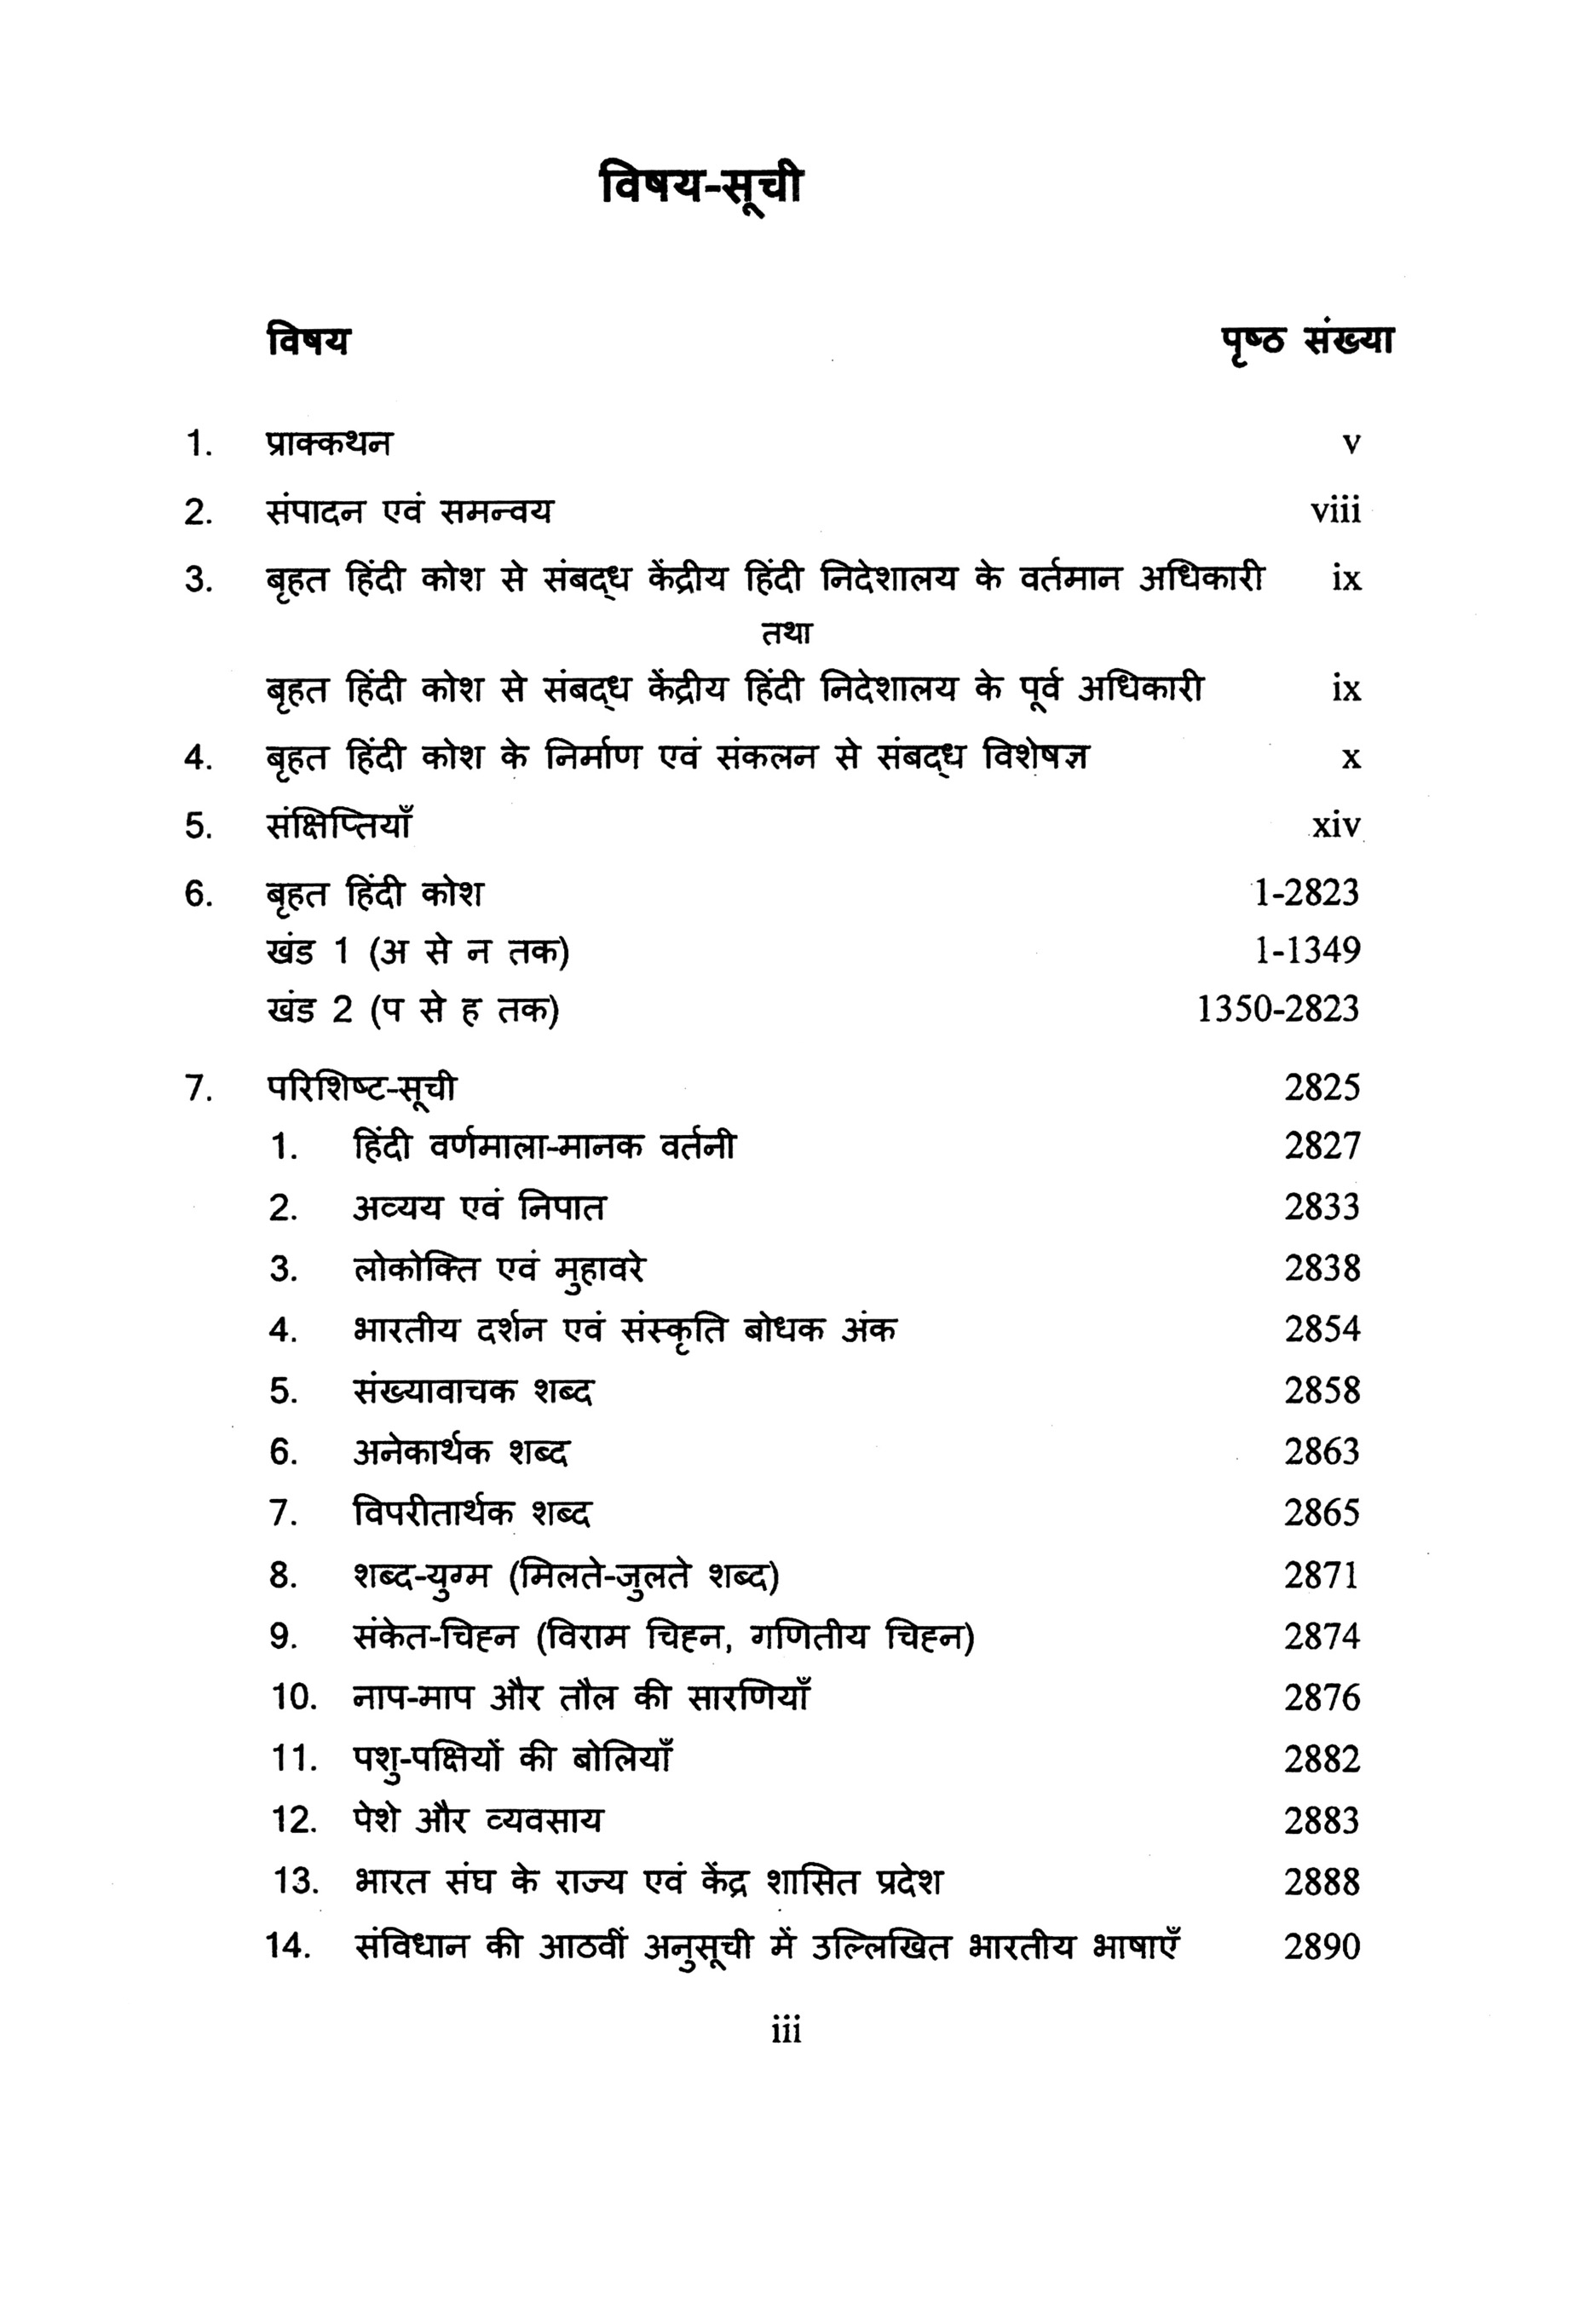 विषय-सूची
विषय पृष्ठ संख्या
1. प्राक्कथन v
2. संपादन एवं समन्वय viii
3. बृहत हिंदी कोश से संबद्ध केंद्रीय हिंदी निदेशालय के वर्तमान अधिकारी ix
तथा
बृहत हिंदी कोश से संबद्ध केंद्रीय हिंदी निदेशालय के पूर्व अधिकारी ix
4. बृहत हिंदी कोश के निर्माण एवं संकलन से संबद्ध विशेषज्ञ x
5. संक्षिप्तियाँ xiv
6. बृहत हिंदी कोश 1-2823
खंड 1 (अ से न तक) 1-1349
खंड 2 (प से ह तक) 1350-2823
7. परिशिष्ट-सूची 2825
1. हिंदी वर्णमाला-मानक वर्तनी 2827
2. अव्यय एवं निपात 2833
3. लोकोक्ति एवं मुहावरे 2838
4. भारतीय दर्शन एवं संस्कृति बोधक अंक 2854
5. संख्यावाचक शब्द 2858
6. अनेकार्थक शब्द 2863
7. विपरीतार्थक शब्द 2865
8. शब्द-युग्म (मिलते-जुलते शब्द) 2871
9. संकेत-चिह्न (विराम चिह्न, गणितीय चिह्न) 2874
10. नाप-माप और तौल की सारणियाँ 2876
11. पशु-पक्षियों की बोलियाँ 2882
12. पेशे और व्यवसाय 2883
13. भारत संघ के राज्य एवं केंद्र शासित प्रदेश 2888
14. संविधान की आठवीं अनुसूची में उल्लिखित भारतीय भाषाएँ 2890
iii